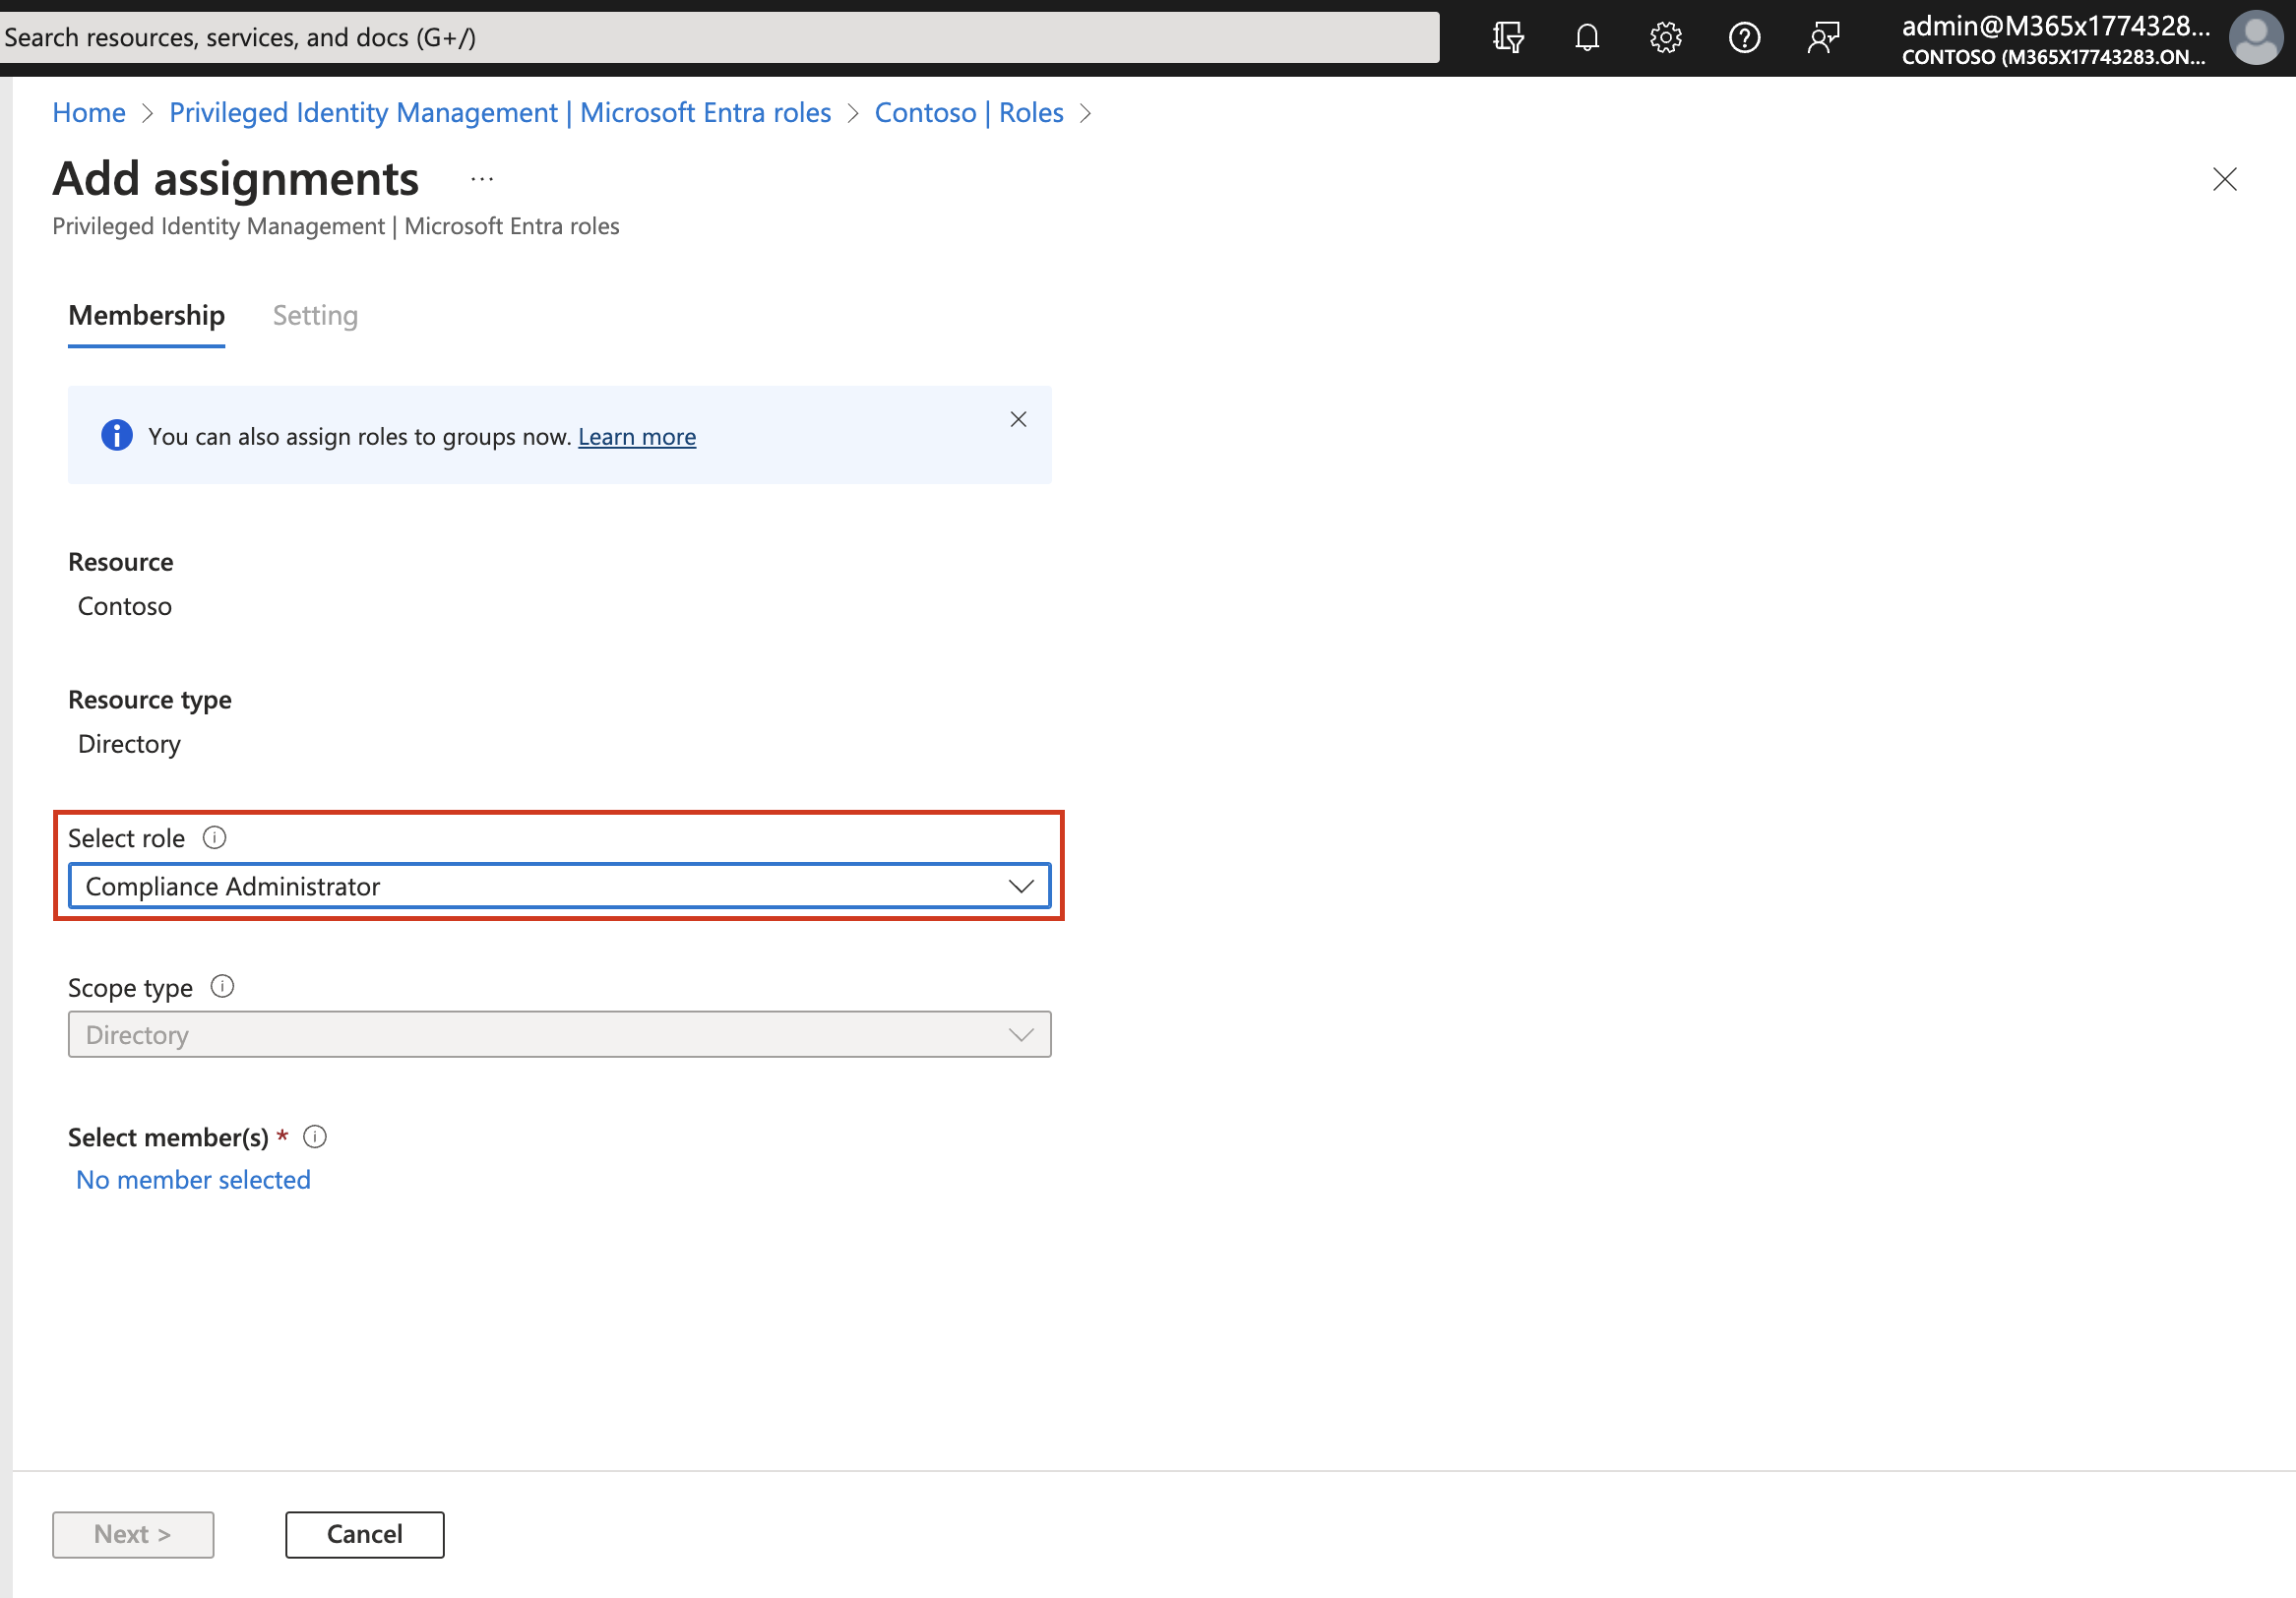 Search resources, services, and docs (G+/)
admin@M365x1774328...
CONTOSO (M365X17743283.ON...
Home > Privileged Identity Management | Microsoft Entra roles > Contoso | Roles >
Add assignments ...
Privileged Identity Management | Microsoft Entra roles
Membership Setting
You can also assign roles to groups now. Learn more
Resource
Contoso
Resource type
Directory
Select role
Compliance Administrator
Scope type
Directory
Select member(s) *
No member selected
Next > Cancel